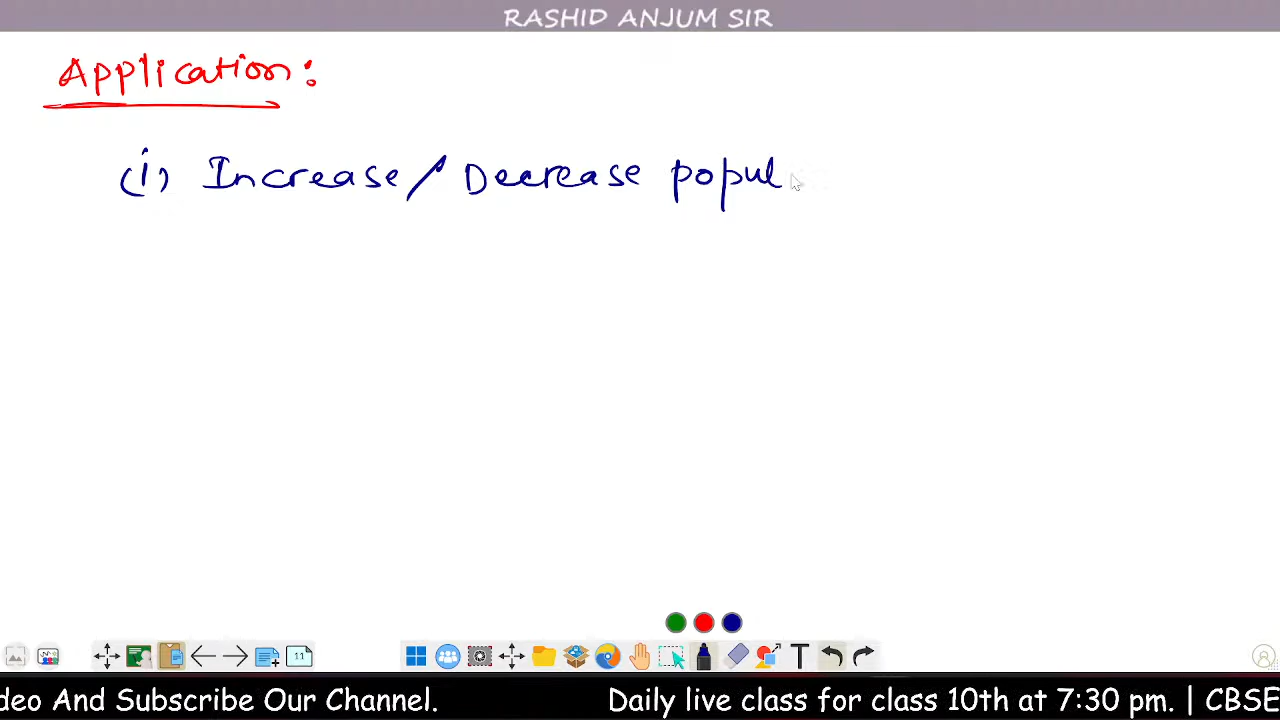 RASHID ANJUM SIR
Application:
(i) Increase/Decrease popul
11
deo And Subscribe Our Channel. Daily live class for class 10th at 7:30 pm. | CBSE